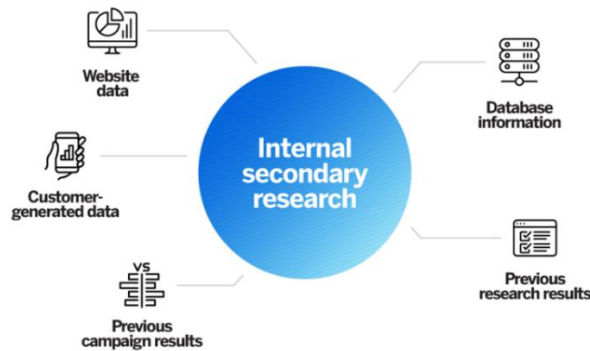 Website
data
Customer-
generated data
VS
Previous
campaign results
Internal
secondary
research
Database
information
Previous
research results